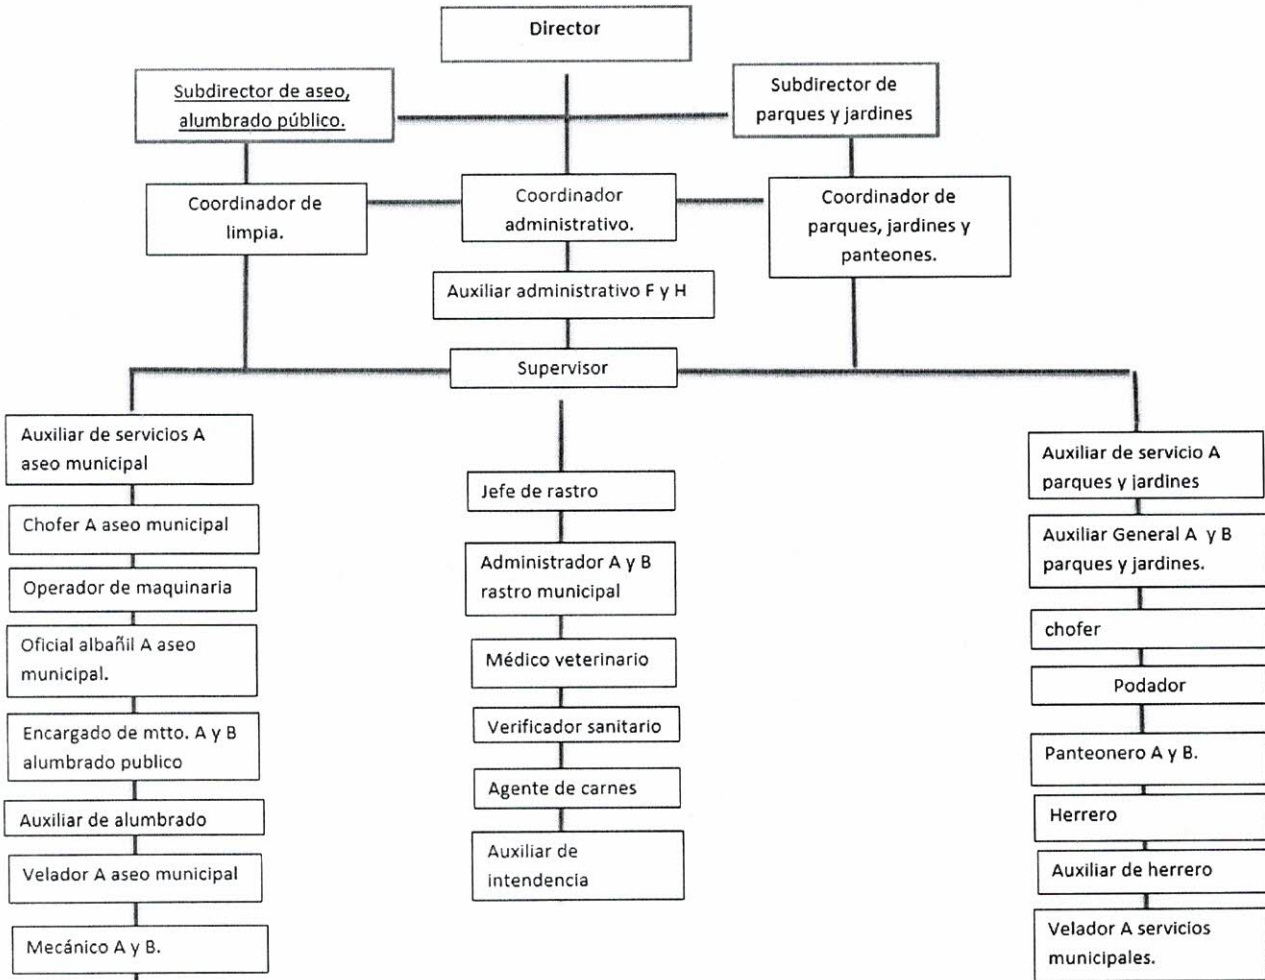 Director
Subdirector de aseo,
alumbrado público.
Subdirector de
parques y jardines
Coordinador de
limpia.
Coordinador
administrativo.
Coordinador de
parques, jardines y
panteones.
Auxiliar administrativo F y H
Supervisor
Auxiliar de servicios A
aseo municipal
Chofer A aseo municipal
Operador de maquinaria
Oficial albañil A aseo
municipal.
Encargado de mtto. A y B
alumbrado publico
Auxiliar de alumbrado
Velador A aseo municipal
Mecánico A y B.
Jefe de rastro
Administrador A y B
rastro municipal
Médico veterinario
Verificador sanitario
Agente de carnes
Auxiliar de
intendencia
Auxiliar de servicio A
parques y jardines
Auxiliar General A y B
parques y jardines.
chofer
Podador
Panteonero A y B.
Herrero
Auxiliar de herrero
Velador A servicios
municipales.